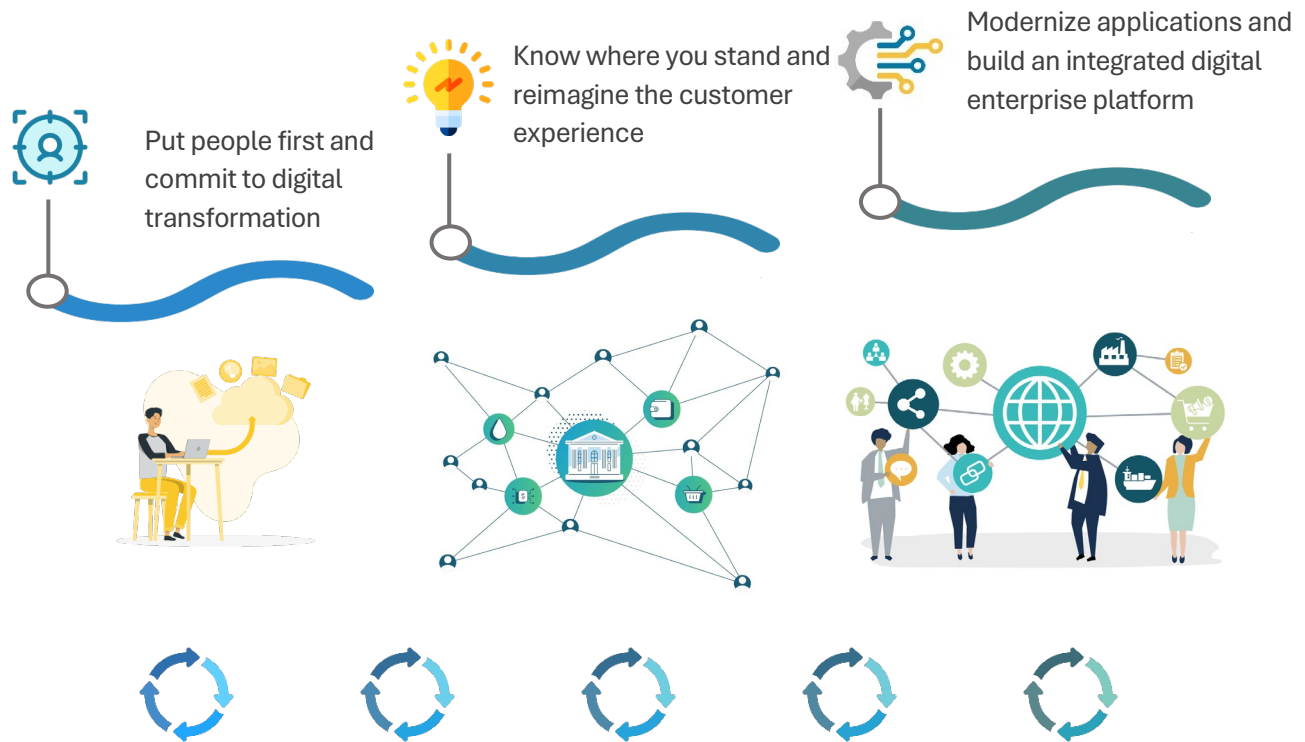 Put people first and
commit to digital
transformation
Know where you stand and
reimagine the customer
experience
Modernize applications and
build an integrated digital
enterprise platform
$